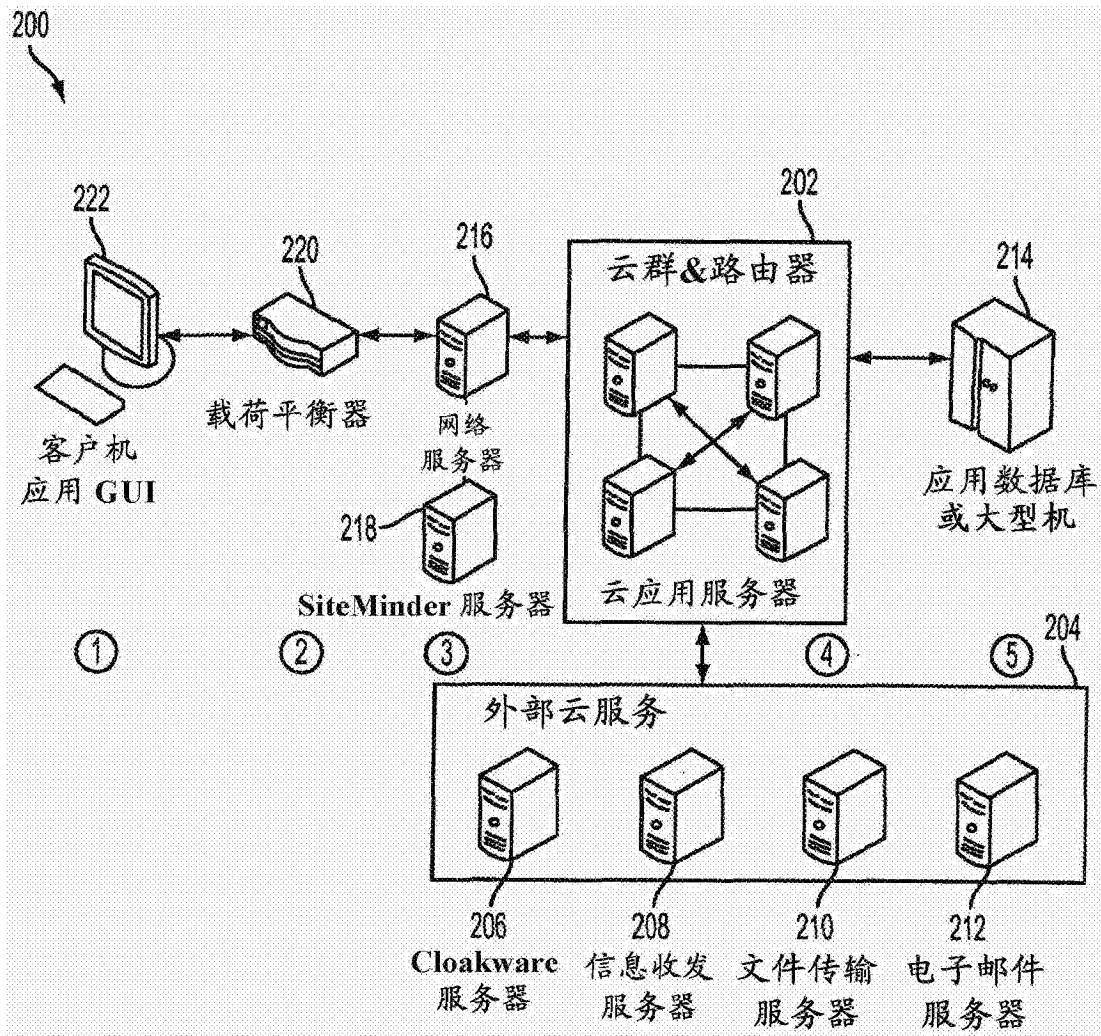 200
222
220
216
202
214
云群&路由器
载荷平衡器
网络
服务器
客户机
应用 GUI
218
SiteMinder 服务器
云应用服务器
应用数据库
或大型机
①
②
③
④
⑤
204
外部云服务
206
Cloakware
服务器
208
信息收发
服务器
210
文件传输
服务器
212
电子邮件
服务器